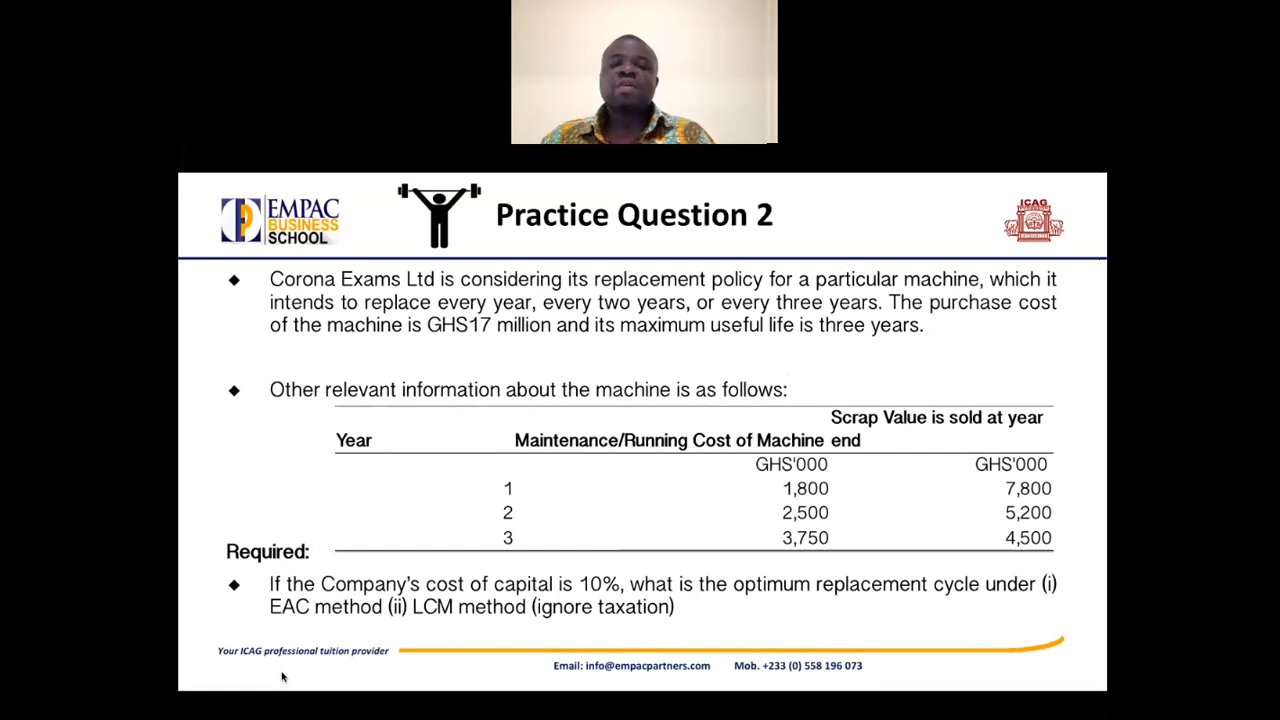 EMPAC
BUSINESS
SCHOOL
Practice Question 2
ICAG
Corona Exams Ltd is considering its replacement policy for a particular machine, which it
intends to replace every year, every two years, or every three years. The purchase cost
of the machine is GHS17 million and its maximum useful life is three years.
Other relevant information about the machine is as follows:
Scrap Value is sold at year
Year Maintenance/Running Cost of Machine end
GHS'000 GHS'000
1 1,800 7,800
2 2,500 5,200
3 3,750 4,500
Required:
If the Company's cost of capital is 10%, what is the optimum replacement cycle under (i)
EAC method (ii) LCM method (ignore taxation)
Your ICAG professional tuition provider
Email: info@empacpartners.com Mob. +233 (0) 558 196 073